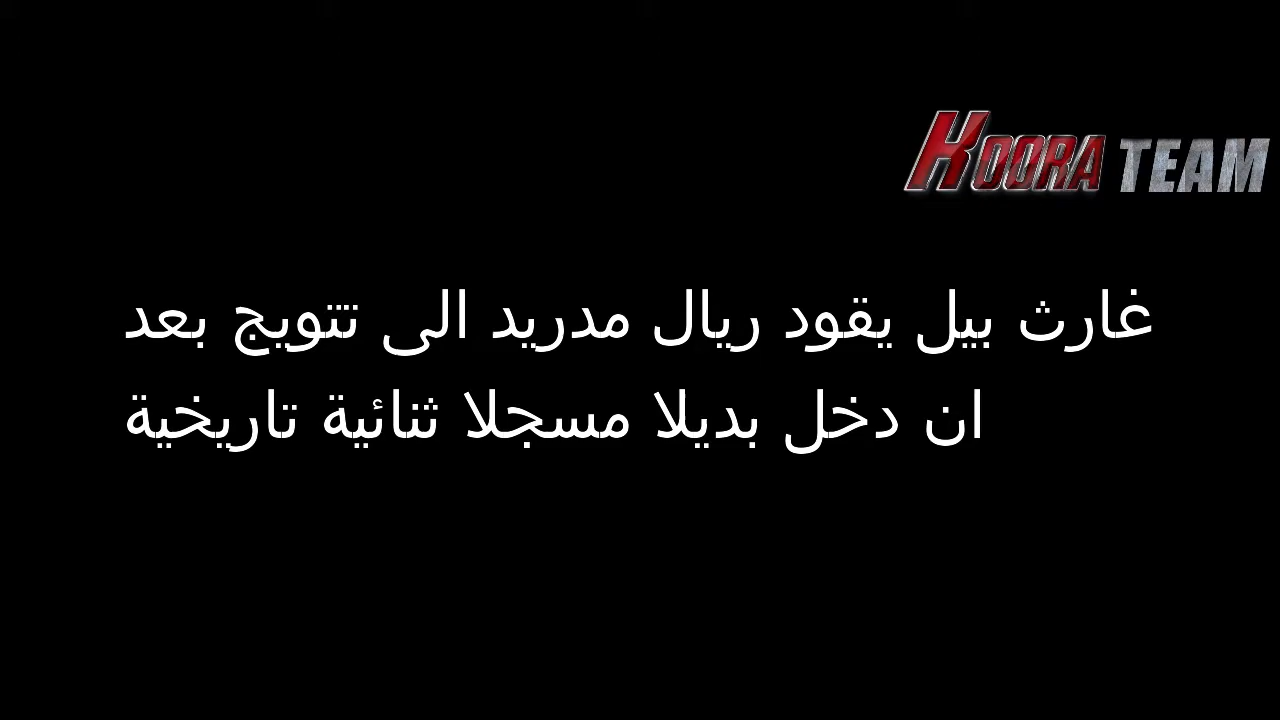 KOORA TEAM
غارث بيل يقود ريال مدريد الى تتويج بعد
ان دخل بديلا مسجلا ثنائية تاريخية